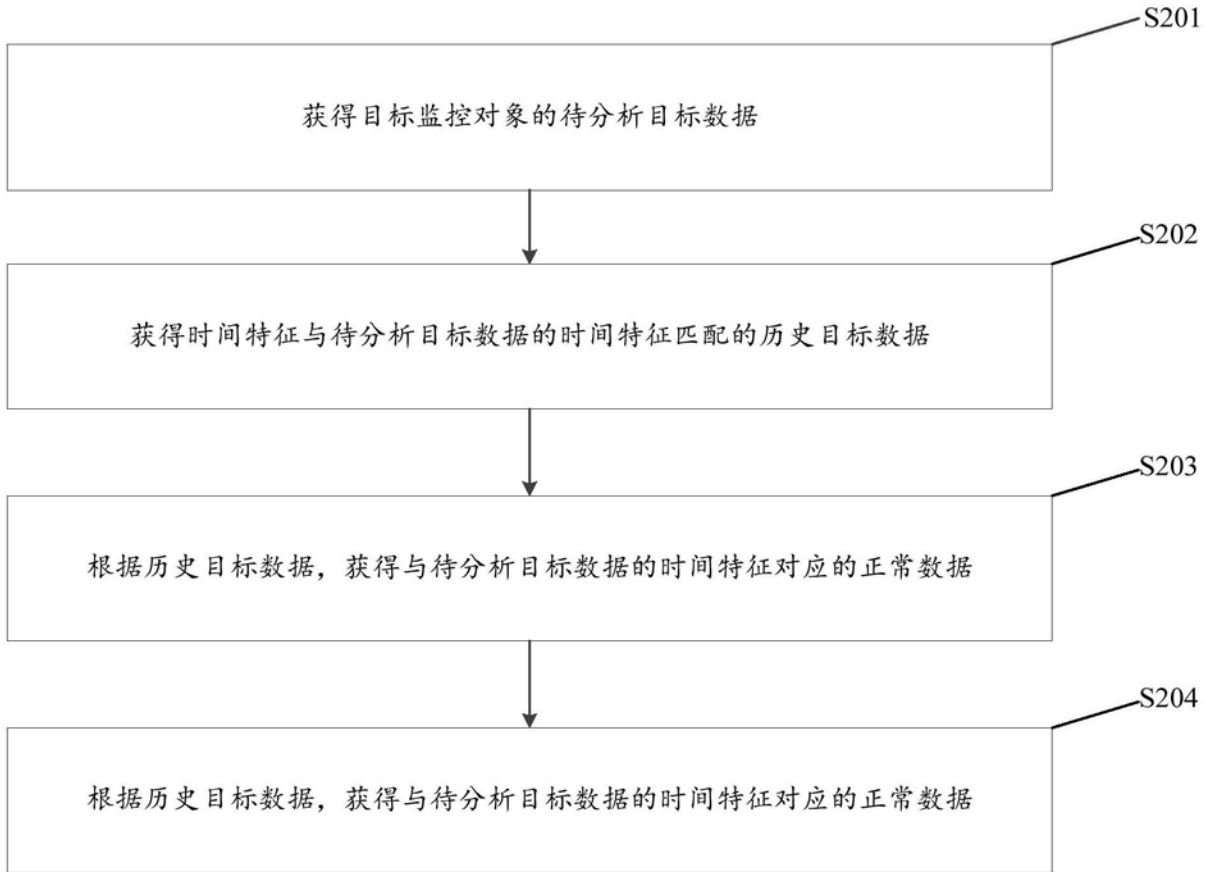 S201
获得目标监控对象的待分析目标数据
S202
获得时间特征与待分析目标数据的时间特征匹配的历史目标数据
S203
根据历史目标数据，获得与待分析目标数据的时间特征对应的正常数据
S204
根据历史目标数据，获得与待分析目标数据的时间特征对应的正常数据